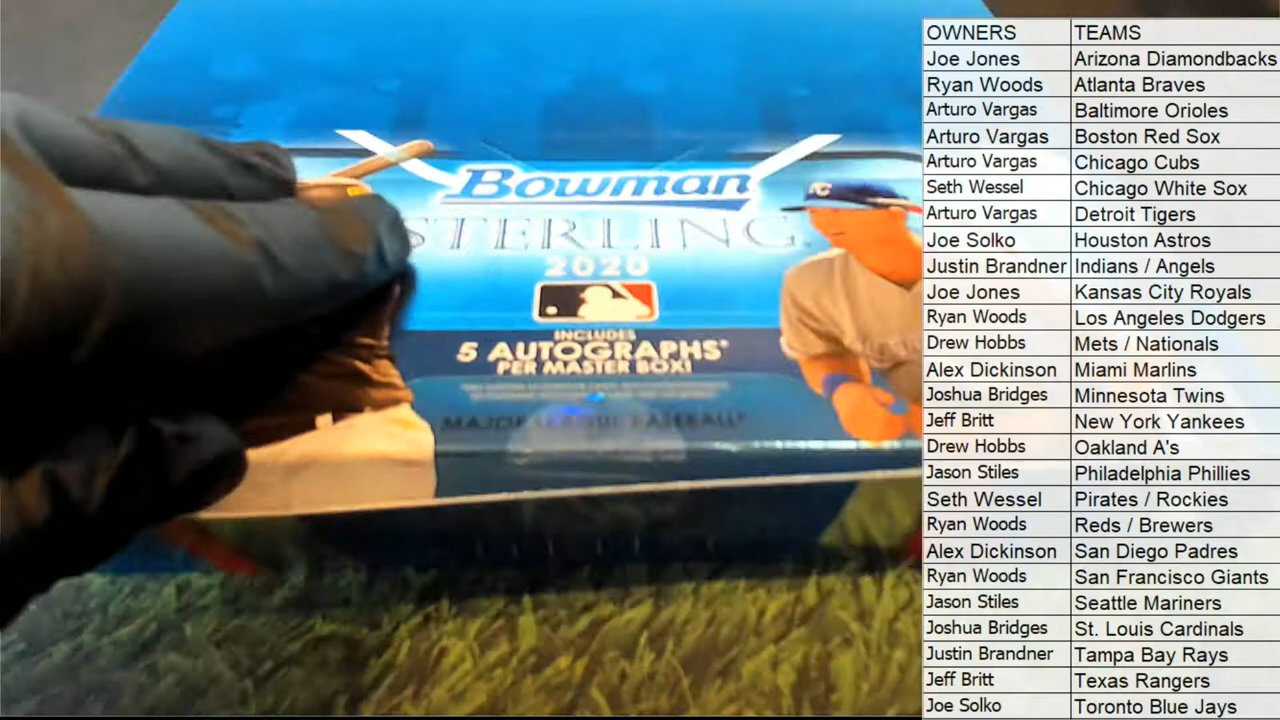 Bowman
STERLING
2020
INCLUDES
5 AUTOGRAPHS*
PER MASTER BOX!
MAJOR LEAGUE BASEBALL
KC
OWNERS TEAMS
Joe Jones Arizona Diamondbacks
Ryan Woods Atlanta Braves
Arturo Vargas Baltimore Orioles
Arturo Vargas Boston Red Sox
Arturo Vargas Chicago Cubs
Seth Wessel Chicago White Sox
Arturo Vargas Detroit Tigers
Joe Solko Houston Astros
Justin Brandner Indians / Angels
Joe Jones Kansas City Royals
Ryan Woods Los Angeles Dodgers
Drew Hobbs Mets / Nationals
Alex Dickinson Miami Marlins
Joshua Bridges Minnesota Twins
Jeff Britt New York Yankees
Drew Hobbs Oakland A's
Jason Stiles Philadelphia Phillies
Seth Wessel Pirates / Rockies
Ryan Woods Reds / Brewers
Alex Dickinson San Diego Padres
Ryan Woods San Francisco Giants
Jason Stiles Seattle Mariners
Joshua Bridges St. Louis Cardinals
Justin Brandner Tampa Bay Rays
Jeff Britt Texas Rangers
Joe Solko Toronto Blue Jays